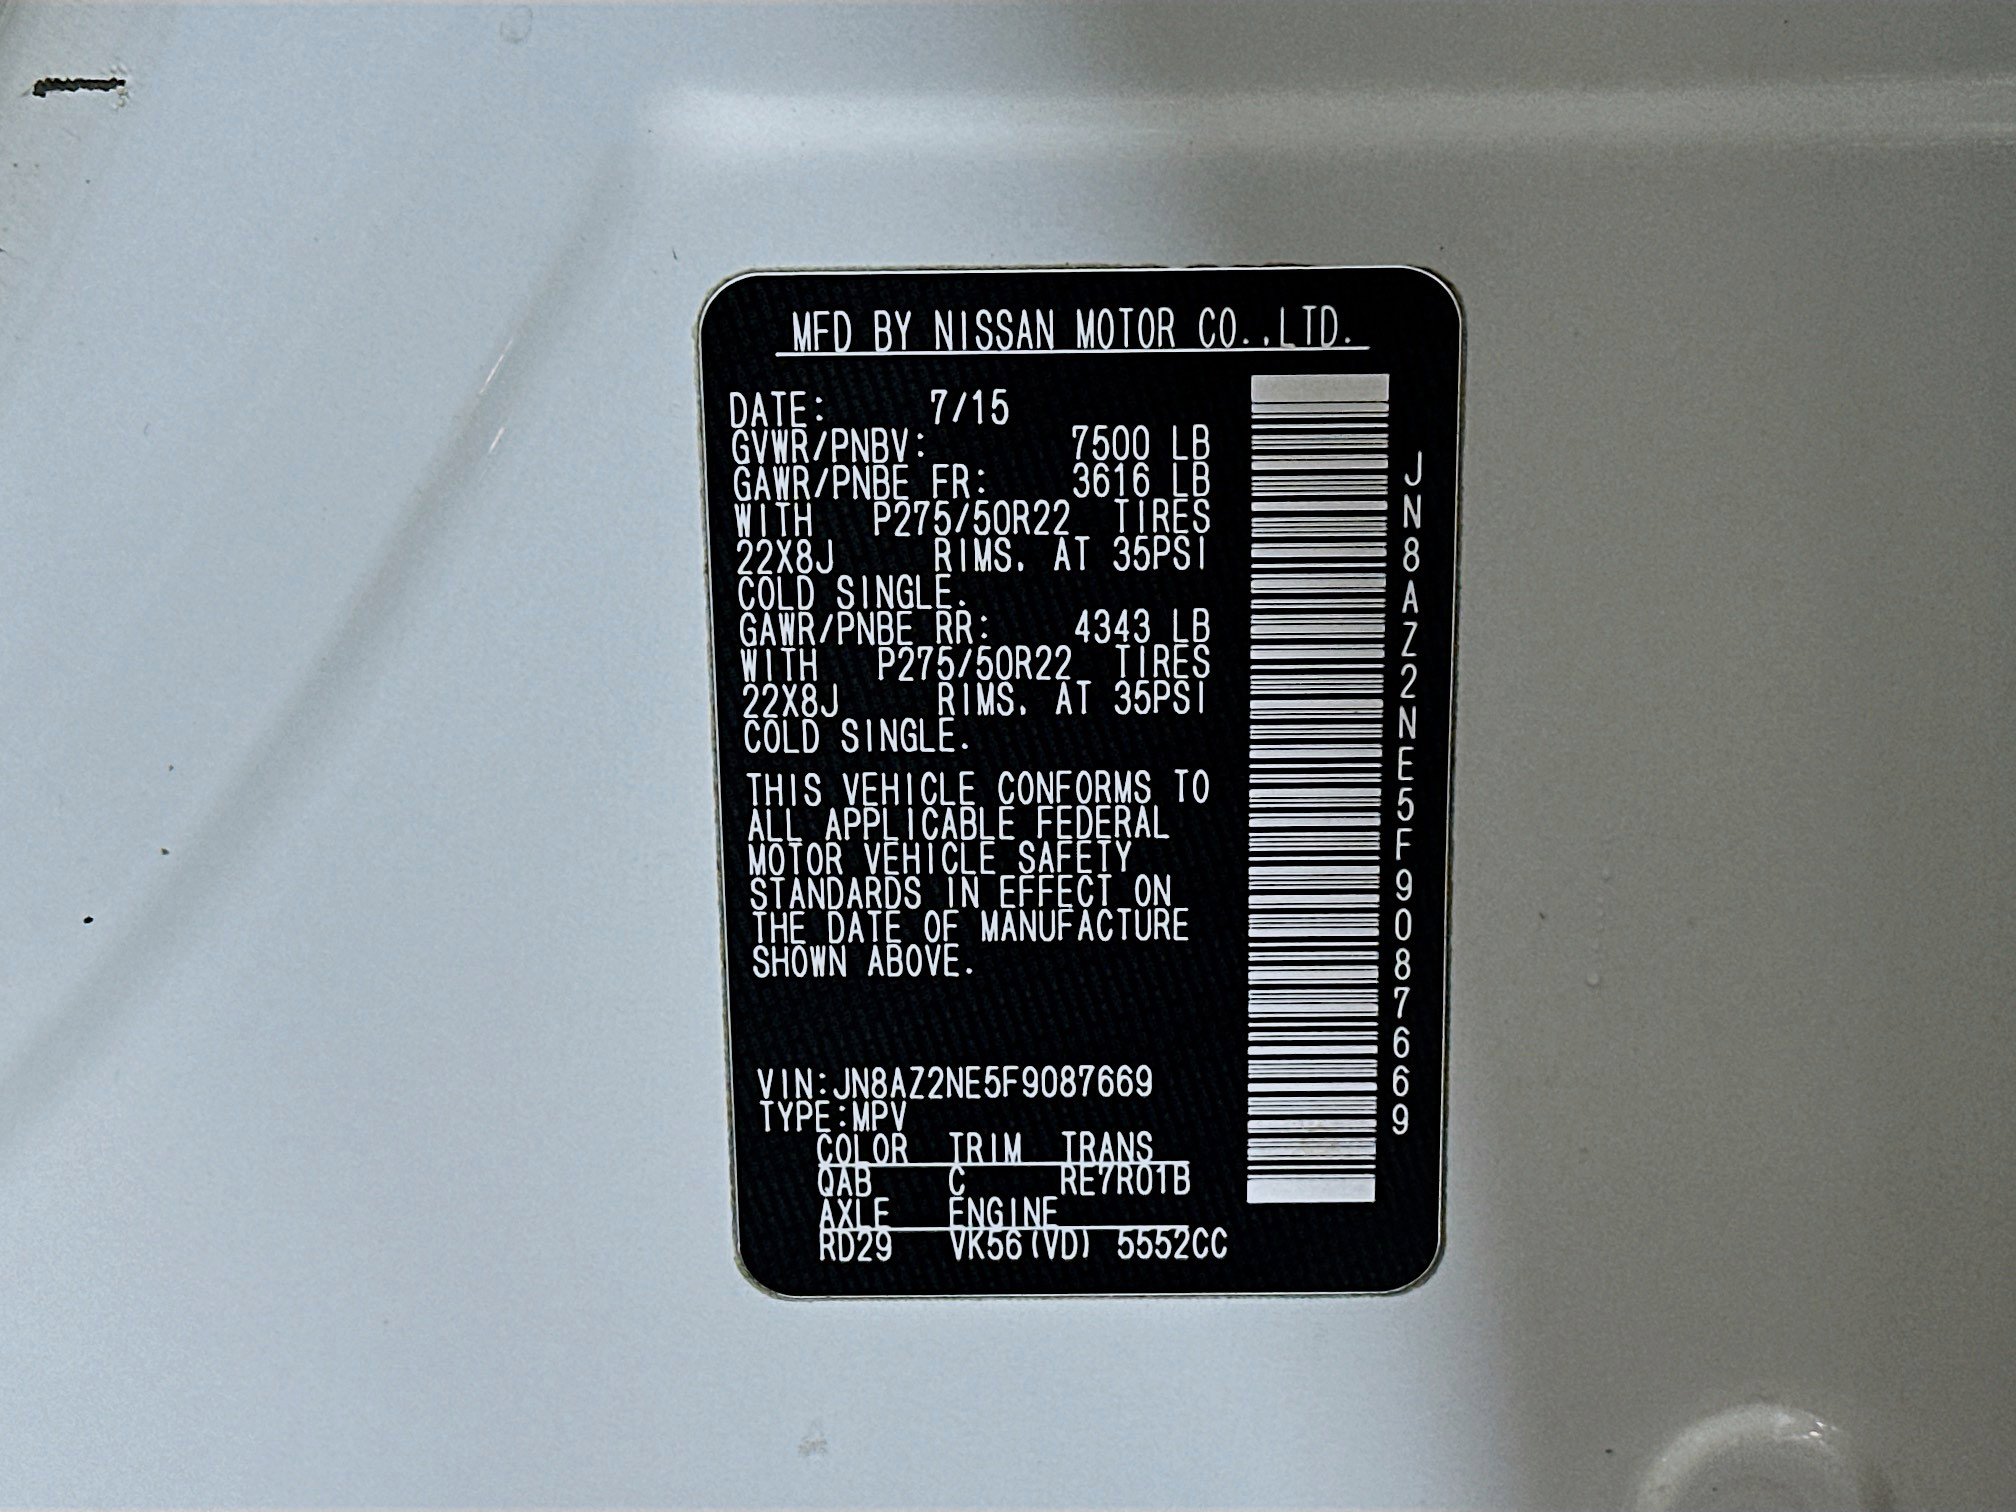 MFD BY NISSAN MOTOR CO.,LTD.
DATE: 7/15
GVWR/PNBV: 7500 LB
GAWR/PNBE FR: 3616 LB
WITH P275/50R22 TIRES
22X8J RIMS. AT 35PSI
COLD SINGLE.
GAWR/PNBE RR: 4343 LB
WITH P275/50R22 TIRES
22X8J RIMS. AT 35PSI
COLD SINGLE.
THIS VEHICLE CONFORMS TO
ALL APPLICABLE FEDERAL
MOTOR VEHICLE SAFETY
STANDARDS IN EFFECT ON
THE DATE OF MANUFACTURE
SHOWN ABOVE.
VIN:JN8AZ2NE5F9087669
TYPE:MPV
COLOR TRIM TRANS
QAB C RE7R01B
AXLE ENGINE
RD29 VK56(VD) 5552CC
JN8AZ2NE5F9087669